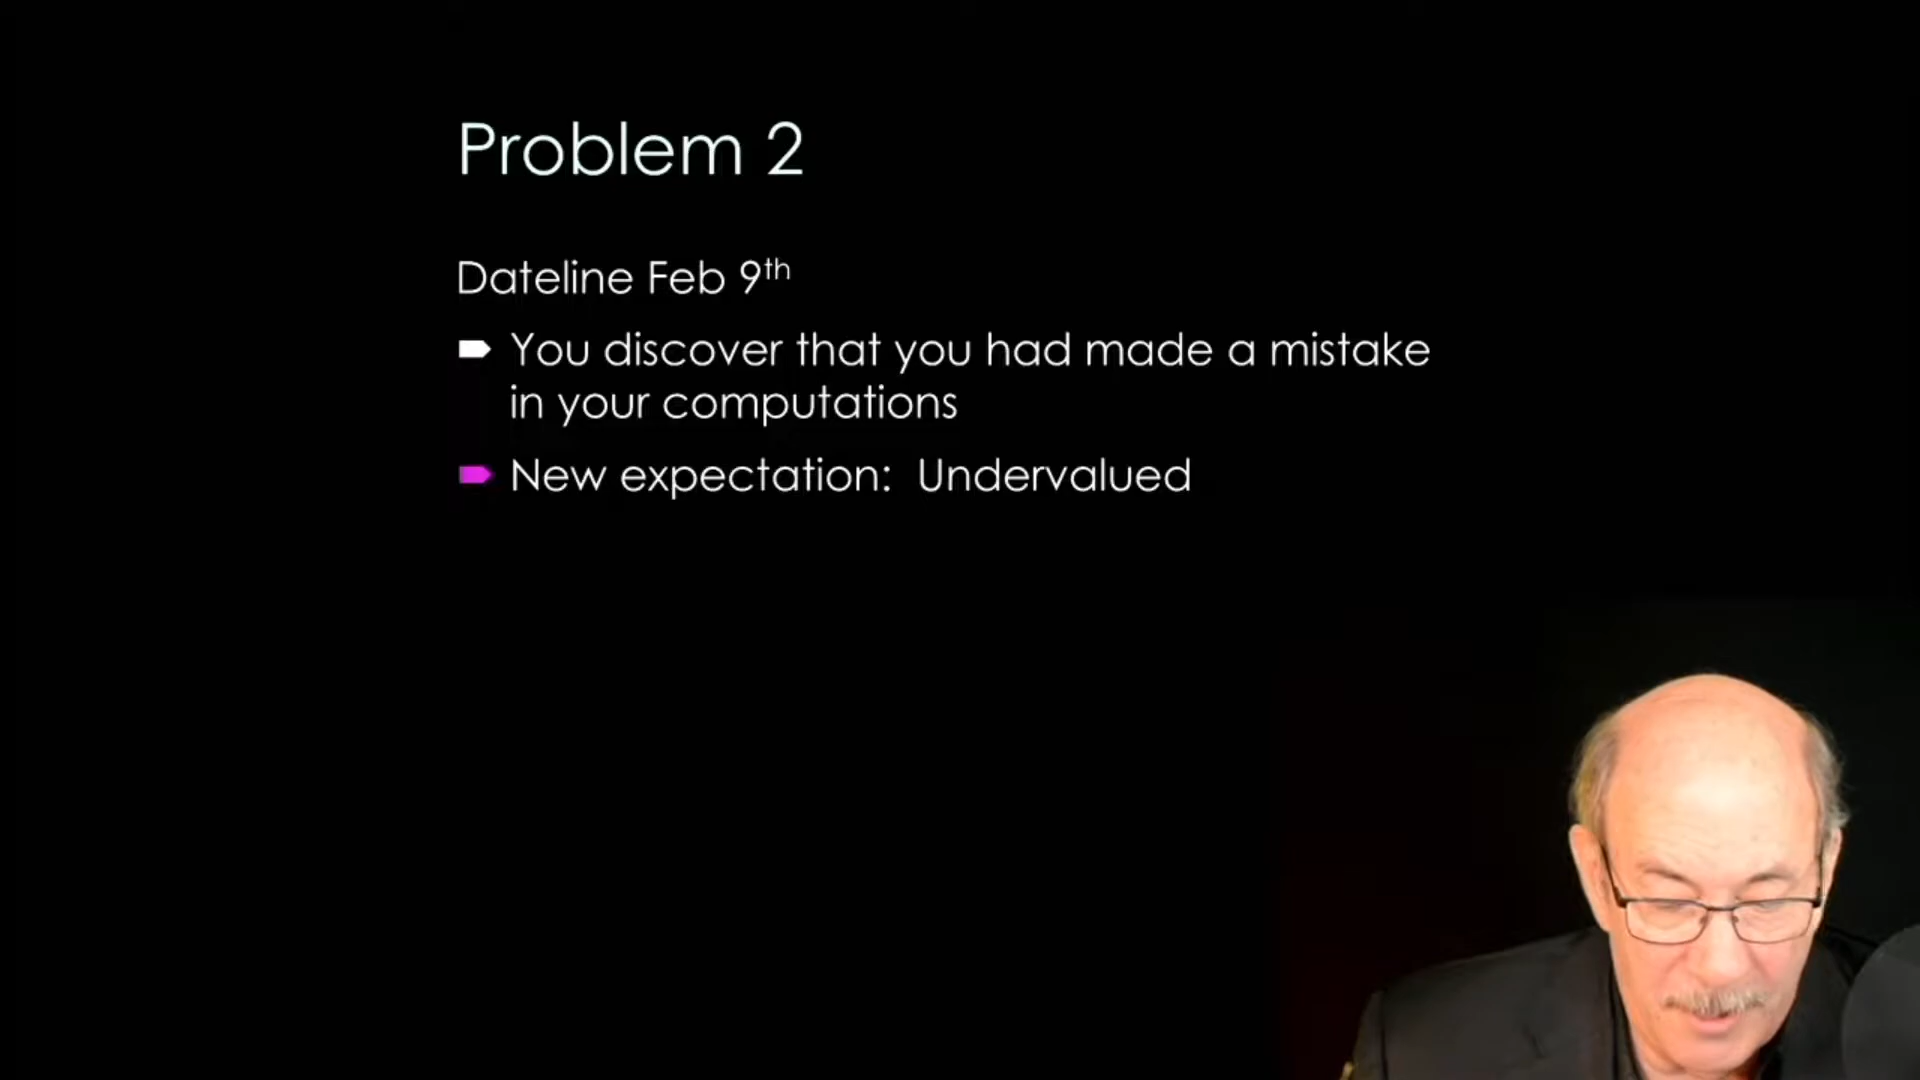 Problem 2
Dateline Feb 9th
You discover that you had made a mistake
in your computations
New expectation: Undervalued